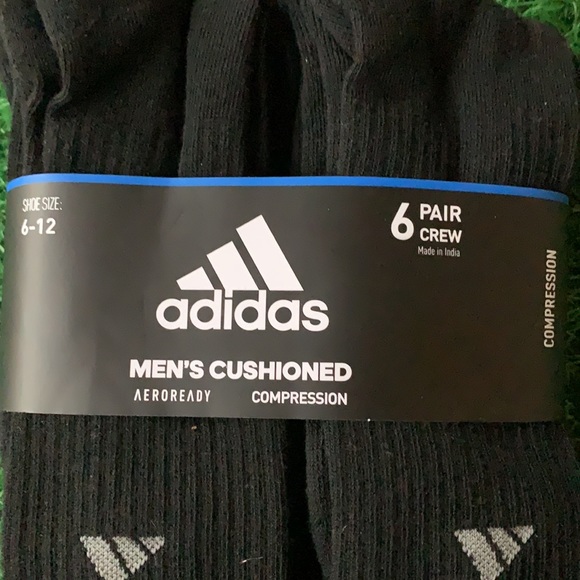 SHOE SIZE:
6-12
6 PAIR
CREW
Made in India
adidas
MEN'S CUSHIONED
AEROREADY COMPRESSION
COMPRESSION